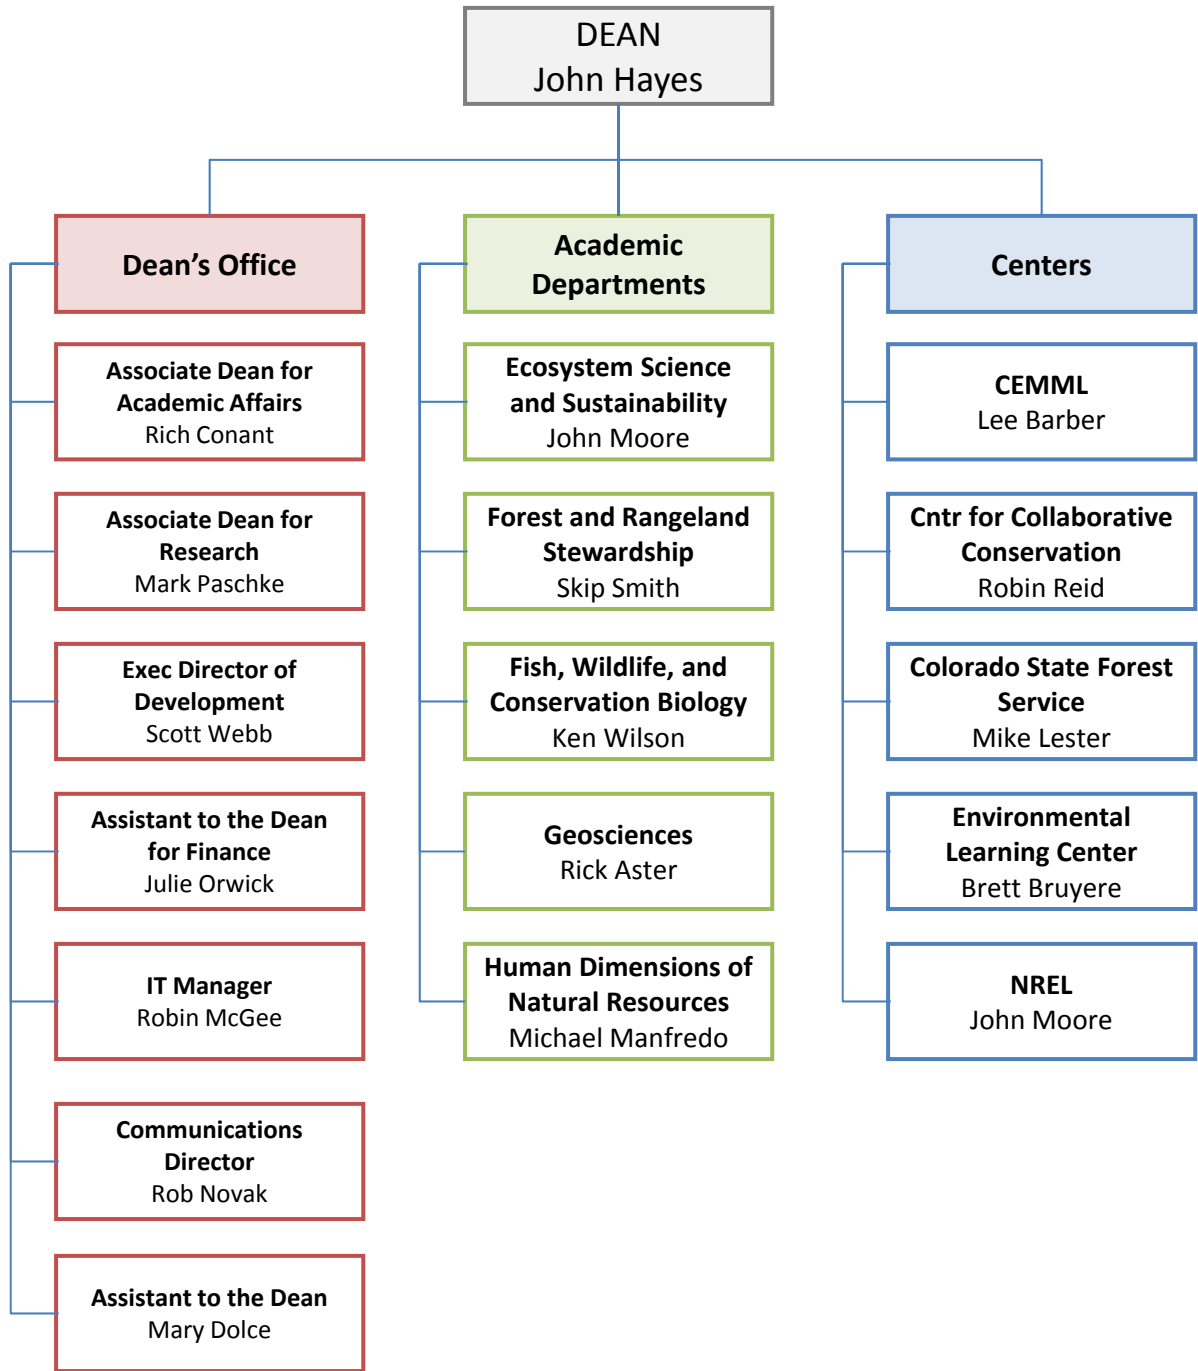 DEAN
John Hayes
Dean’s Office
Associate Dean for
Academic Affairs
Rich Conant
Associate Dean for
Research
Mark Paschke
Exec Director of
Development
Scott Webb
Assistant to the Dean
for Finance
Julie Orwick
IT Manager
Robin McGee
Communications
Director
Rob Novak
Assistant to the Dean
Mary Dolce
Academic
Departments
Ecosystem Science
and Sustainability
John Moore
Forest and Rangeland
Stewardship
Skip Smith
Fish, Wildlife, and
Conservation Biology
Ken Wilson
Geosciences
Rick Aster
Human Dimensions of
Natural Resources
Michael Manfredo
Centers
CEMML
Lee Barber
Cntr for Collaborative
Conservation
Robin Reid
Colorado State Forest
Service
Mike Lester
Environmental
Learning Center
Brett Bruyere
NREL
John Moore